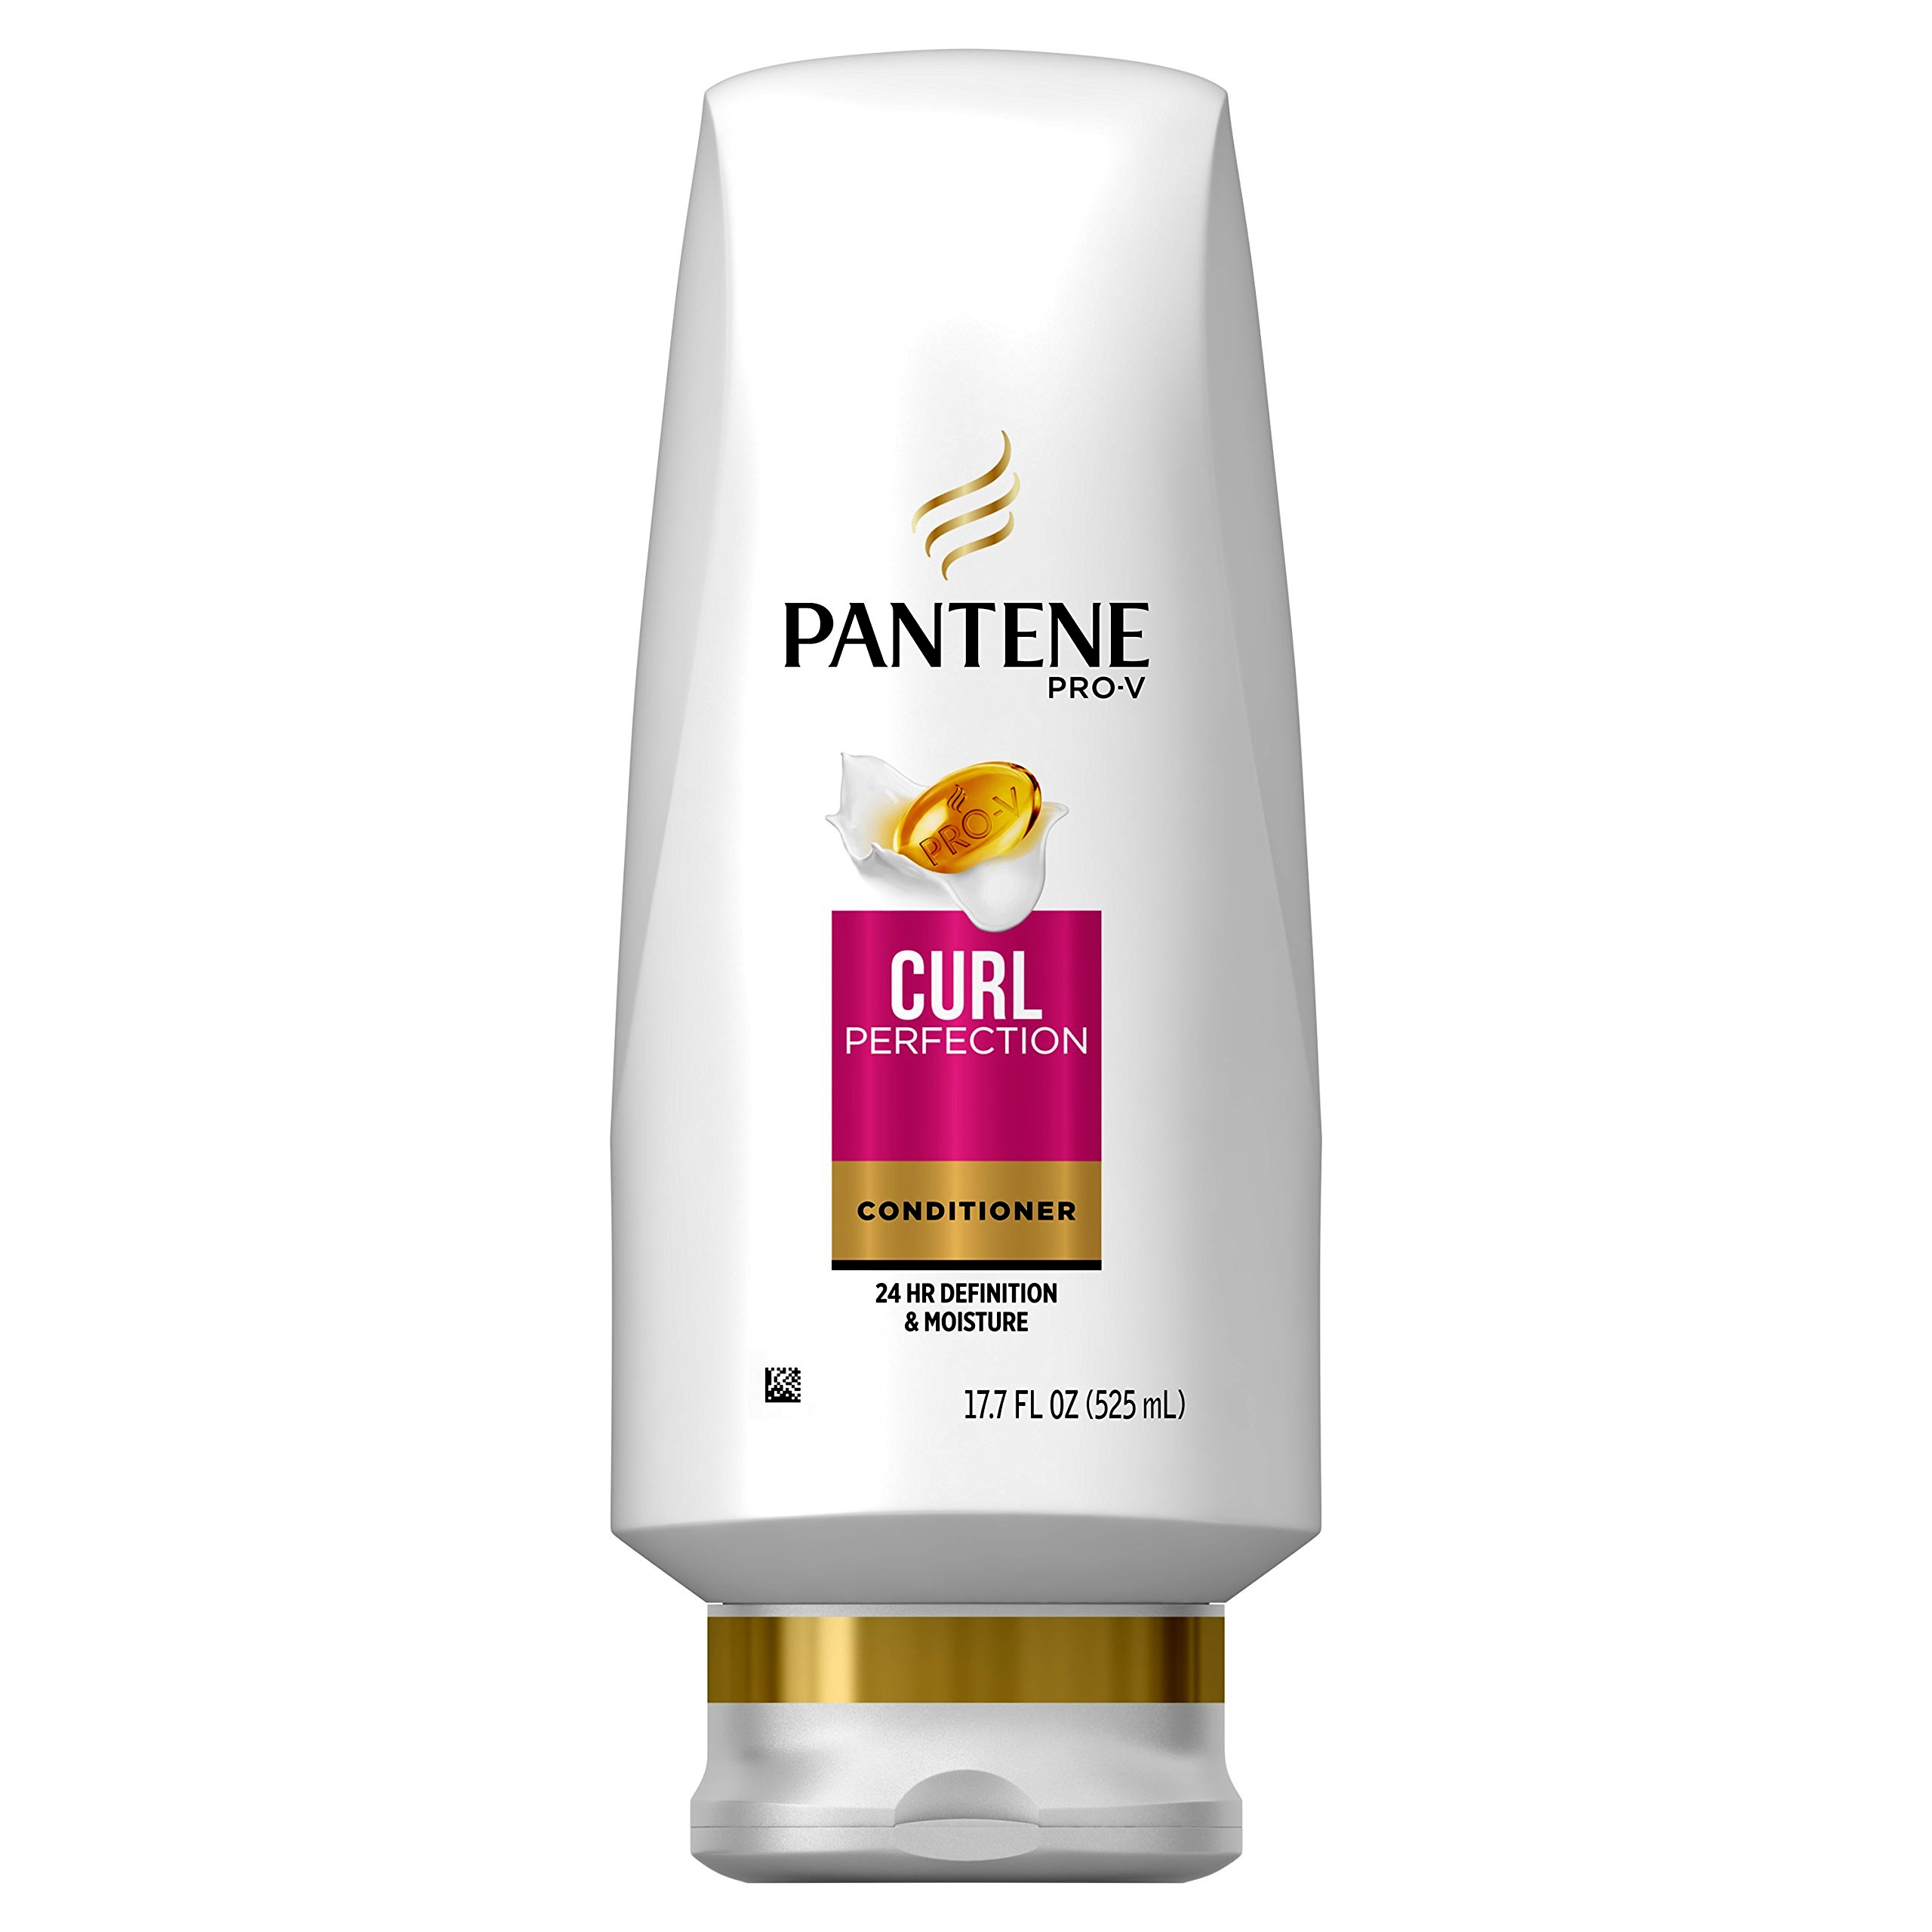 PANTENE
PRO-V
PRO-V
CURL
PERFECTION
CONDITIONER
24 HR DEFINITION
& MOISTURE
17.7 FL OZ (525 mL)